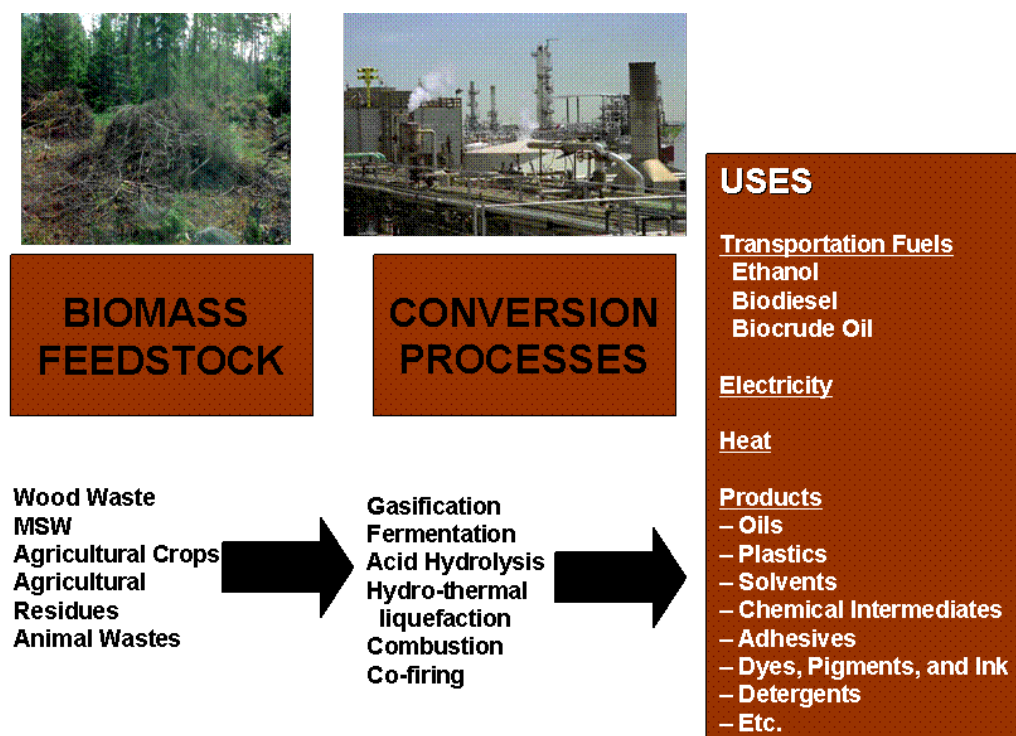 BIOMASS
FEEDSTOCK
Wood Waste
MSW
Agricultural Crops
Agricultural
Residues
Animal Wastes
CONVERSION
PROCESSES
Gasification
Fermentation
Acid Hydrolysis
Hydro-thermal
liquefaction
Combustion
Co-firing
USES
Transportation Fuels
Ethanol
Biodiesel
Biocrude Oil
Electricity
Heat
Products
– Oils
– Plastics
– Solvents
– Chemical Intermediates
– Adhesives
– Dyes, Pigments, and Ink
– Detergents
– Etc.